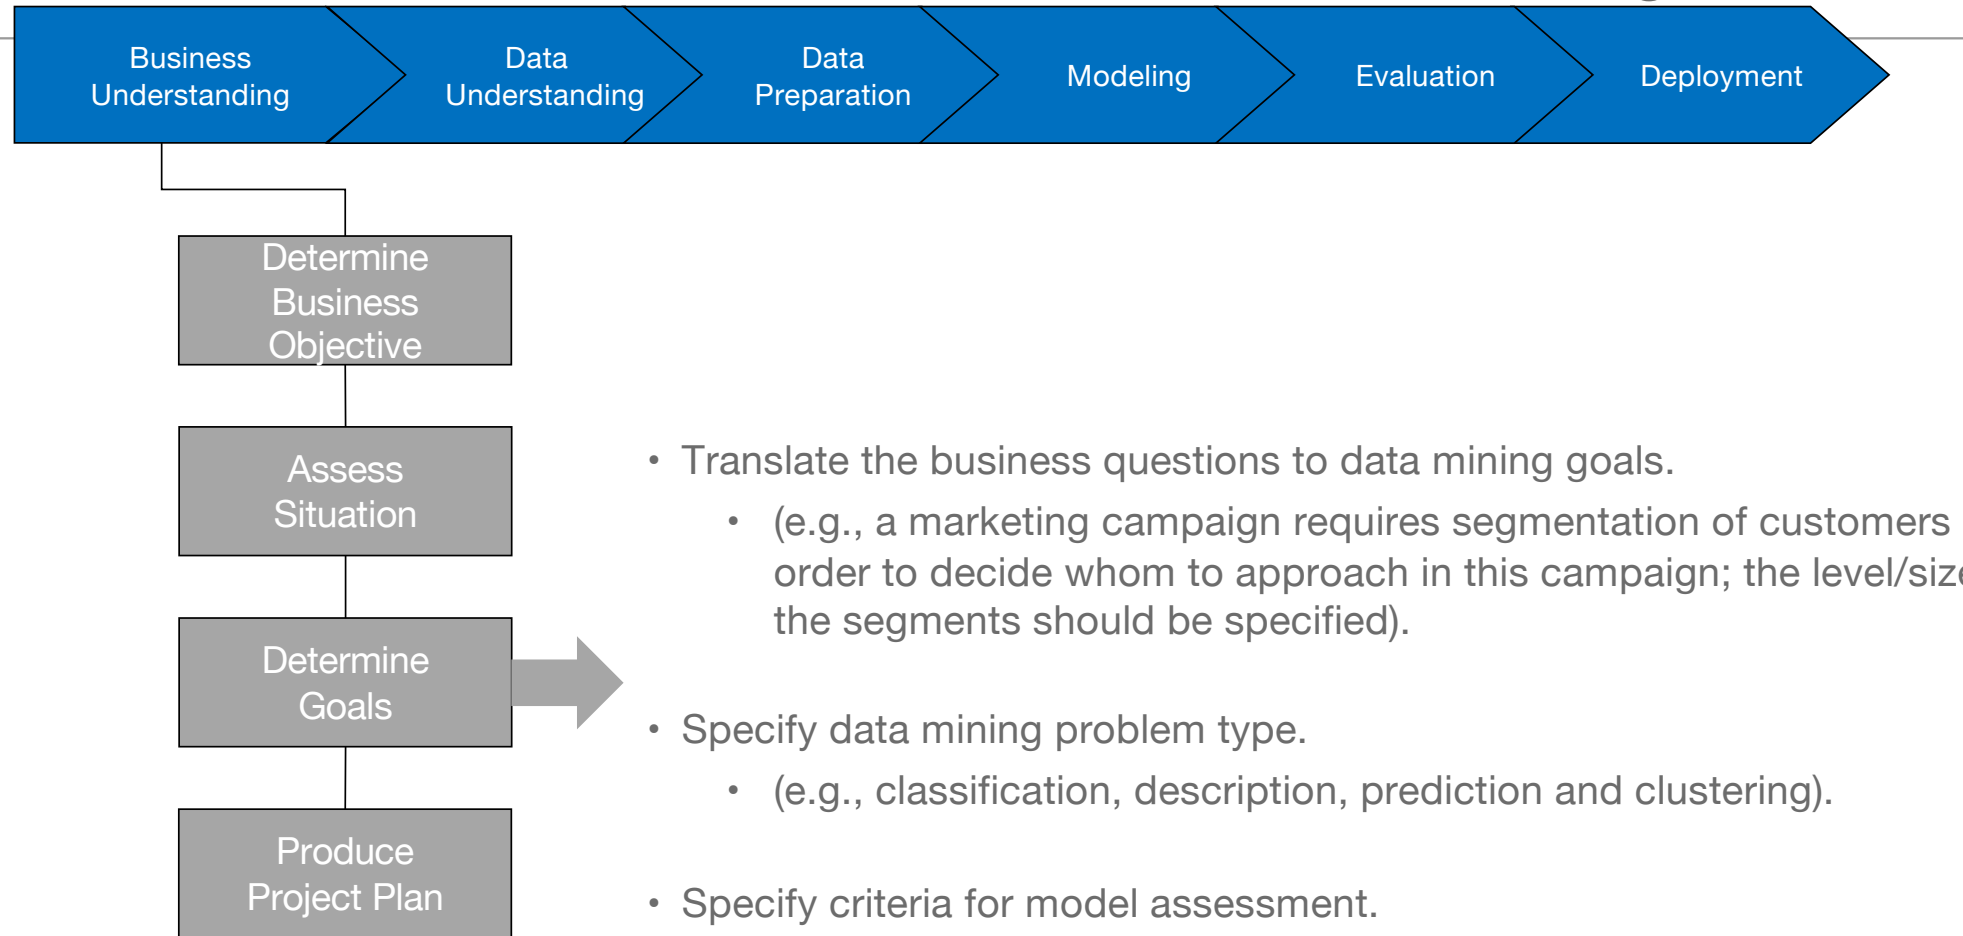 Business
Understanding
Data
Understanding
Data
Preparation
Modeling
Evaluation
Deployment
Determine
Business
Objective
Assess
Situation
Determine
Goals
Produce
Project Plan
• Translate the business questions to data mining goals.
• (e.g., a marketing campaign requires segmentation of customers
order to decide whom to approach in this campaign; the level/size
the segments should be specified).
• Specify data mining problem type.
• (e.g., classification, description, prediction and clustering).
• Specify criteria for model assessment.